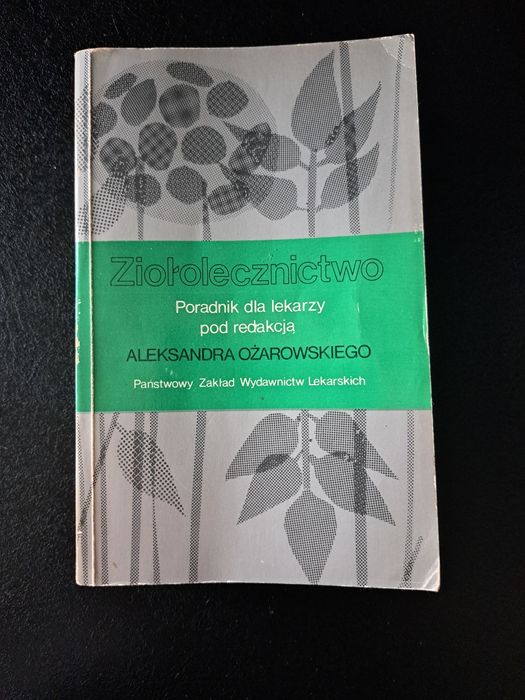 Ziołolecznictwo
Poradnik dla lekarzy
pod redakcją
ALEKSANDRA OŻAROWSKIEGO
Państwowy Zakład Wydawnictw Lekarskich